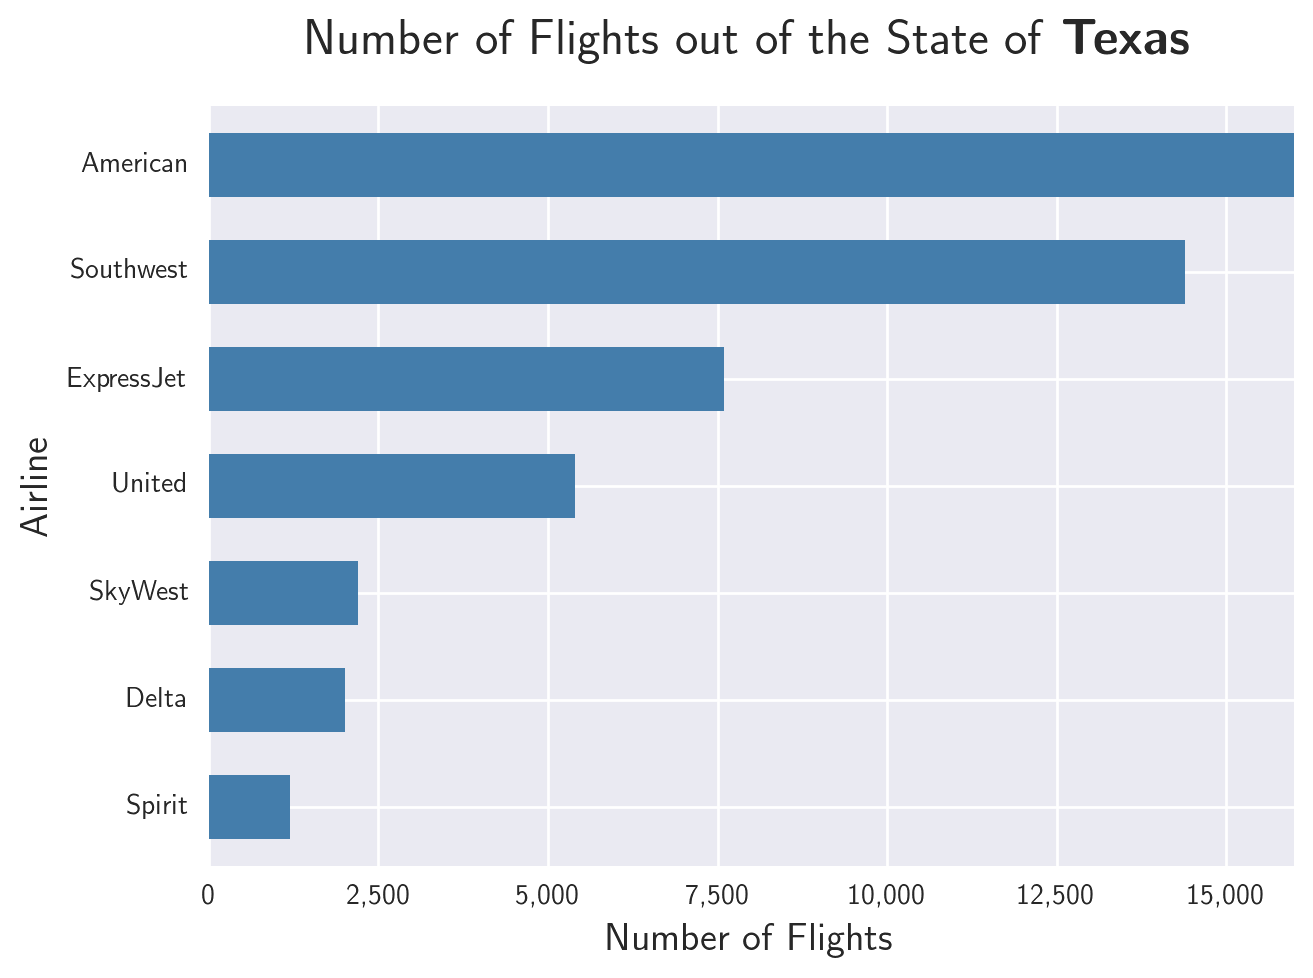 Number of Flights out of the State of Texas
American
Southwest
ExpressJet
United
SkyWest
Delta
Spirit
Airline
0 2,500 5,000 7,500 10,000 12,500 15,000
Number of Flights